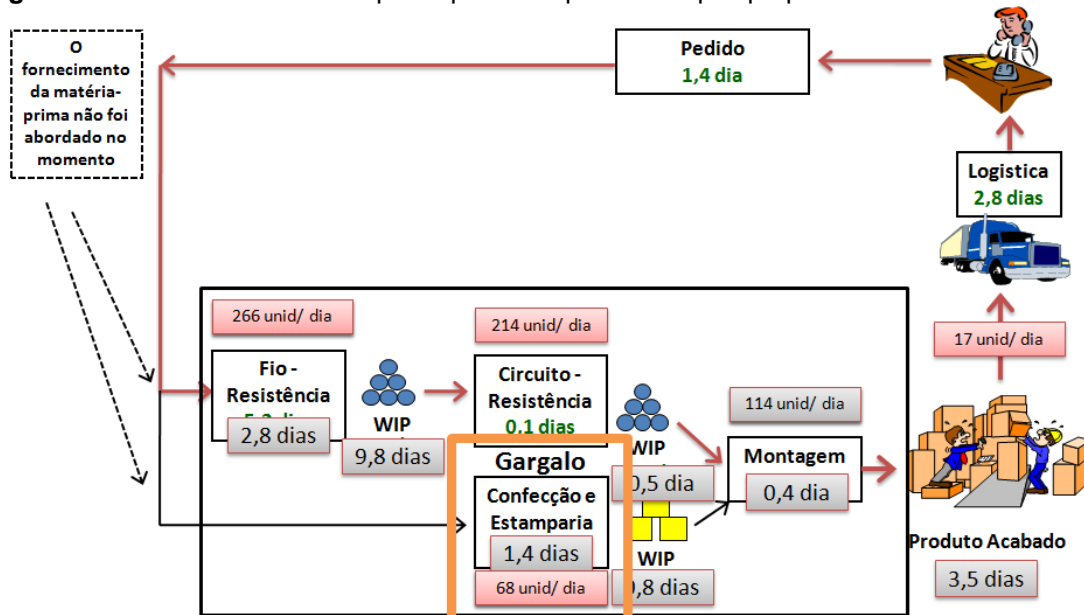 O
fornecimento
da matéria-
prima não foi
abordado no
momento
Pedido
1,4 dia
Logistica
2,8 dias
17 unid/ dia
266 unid/ dia
Fio -
Resistência
2,8 dias
WIP
9,8 dias
214 unid/ dia
Circuito -
Resistência
0,1 dias
WIP
0,5 dia
114 unid/ dia
Montagem
0,4 dia
Gargalo
Confecção e
Estamparia
1,4 dias
68 unid/ dia
WIP
,8 dias
Produto Acabado
3,5 dias